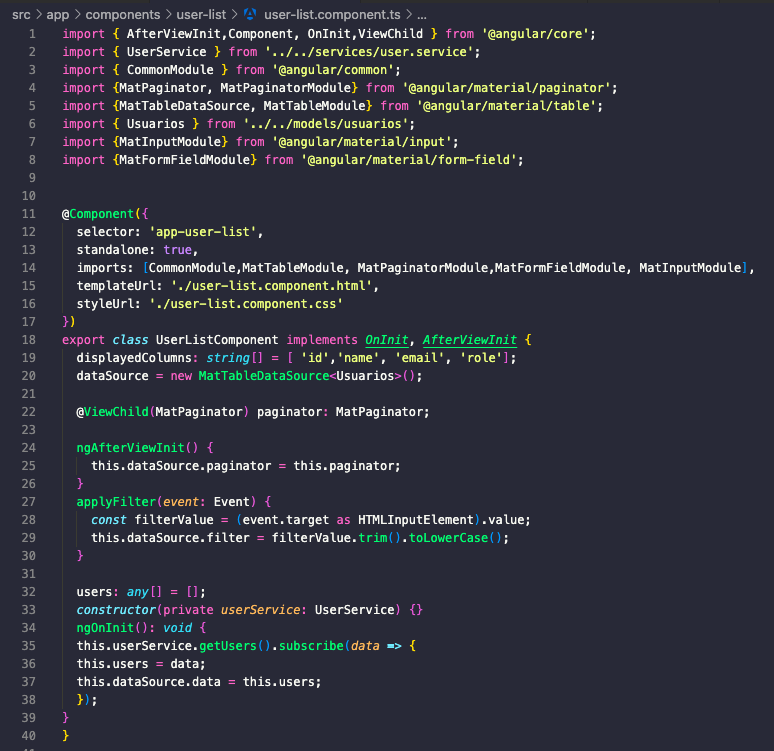 src > app > components > user-list > user-list.component.ts > ...
1 import { AfterViewInit,Component, OnInit,ViewChild } from '@angular/core';
2 import { UserService } from '../../services/user.service';
3 import { CommonModule } from '@angular/common';
4 import {MatPaginator, MatPaginatorModule} from '@angular/material/paginator';
5 import {MatTableDataSource, MatTableModule} from '@angular/material/table';
6 import { Usuarios } from '../../models/usuarios';
7 import {MatInputModule} from '@angular/material/input';
8 import {MatFormFieldModule} from '@angular/material/form-field';
9
10
11 @Component({
12   selector: 'app-user-list',
13   standalone: true,
14   imports: [CommonModule,MatTableModule, MatPaginatorModule,MatFormFieldModule, MatInputModule],
15   templateUrl: './user-list.component.html',
16   styleUrl: './user-list.component.css'
17 })
18 export class UserListComponent implements OnInit, AfterViewInit {
19   displayedColumns: string[] = [ 'id','name', 'email', 'role'];
20   dataSource = new MatTableDataSource<Usuarios>();
21
22   @ViewChild(MatPaginator) paginator: MatPaginator;
23
24   ngAfterViewInit() {
25     this.dataSource.paginator = this.paginator;
26   }
27   applyFilter(event: Event) {
28     const filterValue = (event.target as HTMLInputElement).value;
29     this.dataSource.filter = filterValue.trim().toLowerCase();
30   }
31
32   users: any[] = [];
33   constructor(private userService: UserService) {}
34   ngOnInit(): void {
35   this.userService.getUsers().subscribe(data => {
36   this.users = data;
37   this.dataSource.data = this.users;
38   });
39 }
40 }